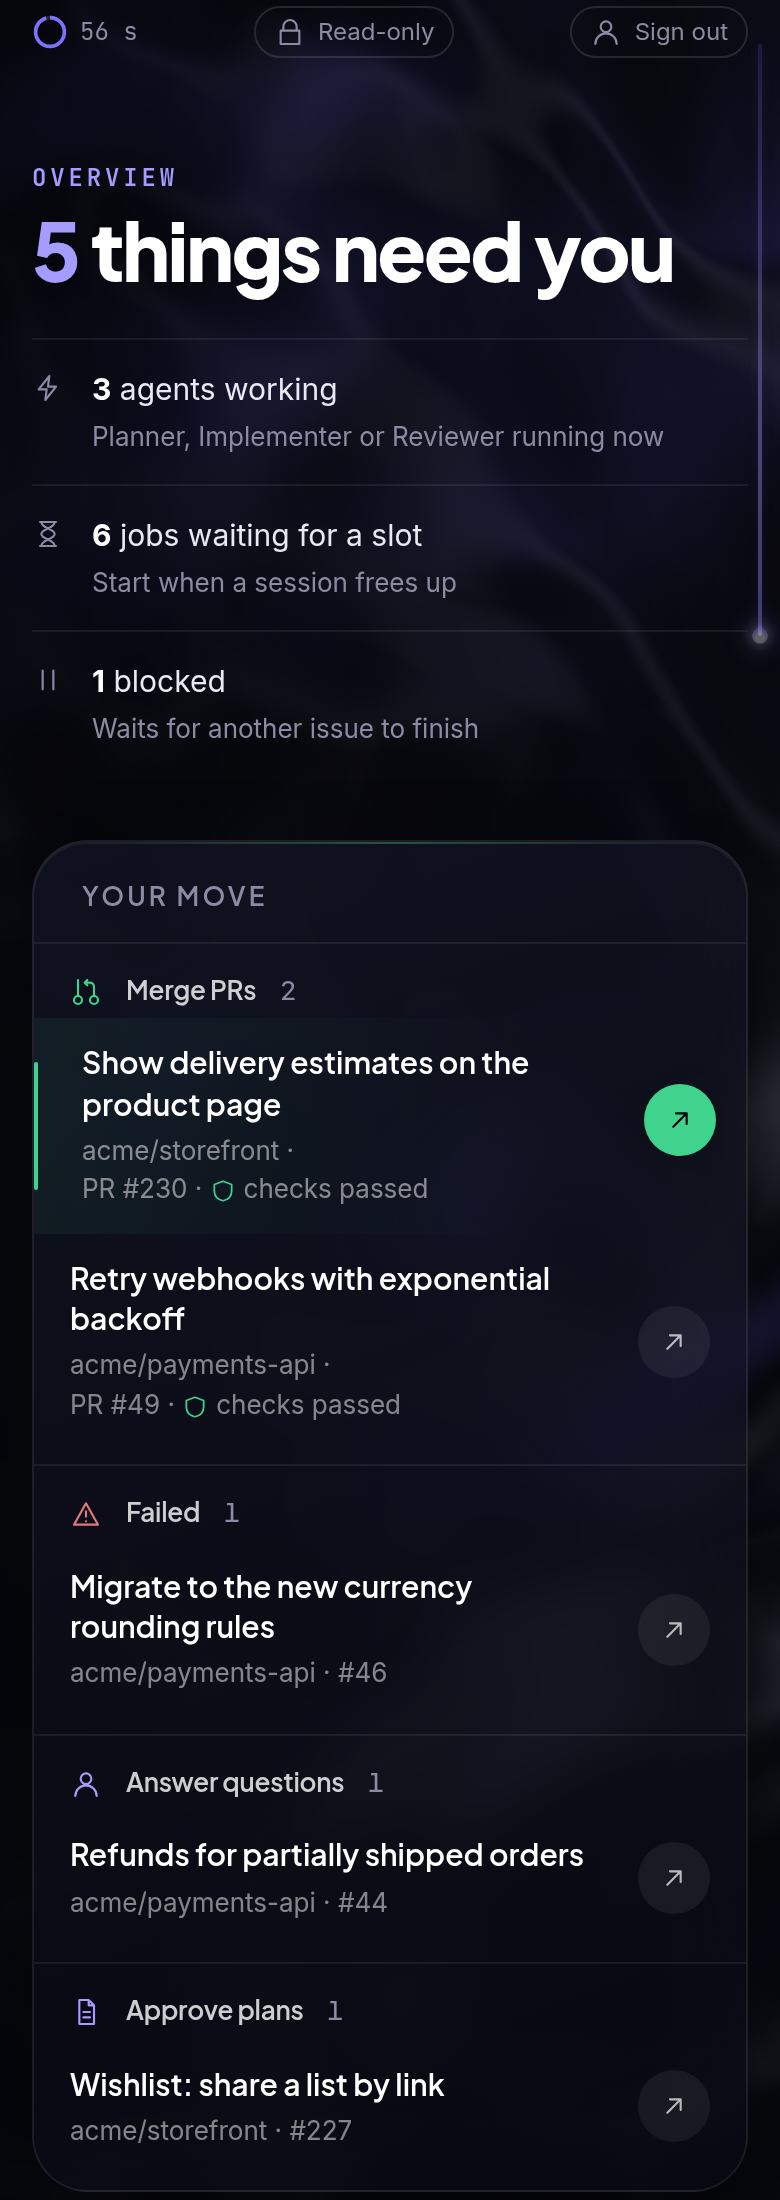 56 s
Read-only
Sign out
OVERVIEW
5 things need you
3 agents working
Planner, Implementer or Reviewer running now
6 jobs waiting for a slot
Start when a session frees up
1 blocked
Waits for another issue to finish
YOUR MOVE
Merge PRs 2
Show delivery estimates on the
product page
acme/storefront ·
PR #230 · checks passed
Retry webhooks with exponential
backoff
acme/payments-api ·
PR #49 · checks passed
Failed 1
Migrate to the new currency
rounding rules
acme/payments-api · #46
Answer questions 1
Refunds for partially shipped orders
acme/payments-api · #44
Approve plans 1
Wishlist: share a list by link
acme/storefront · #227